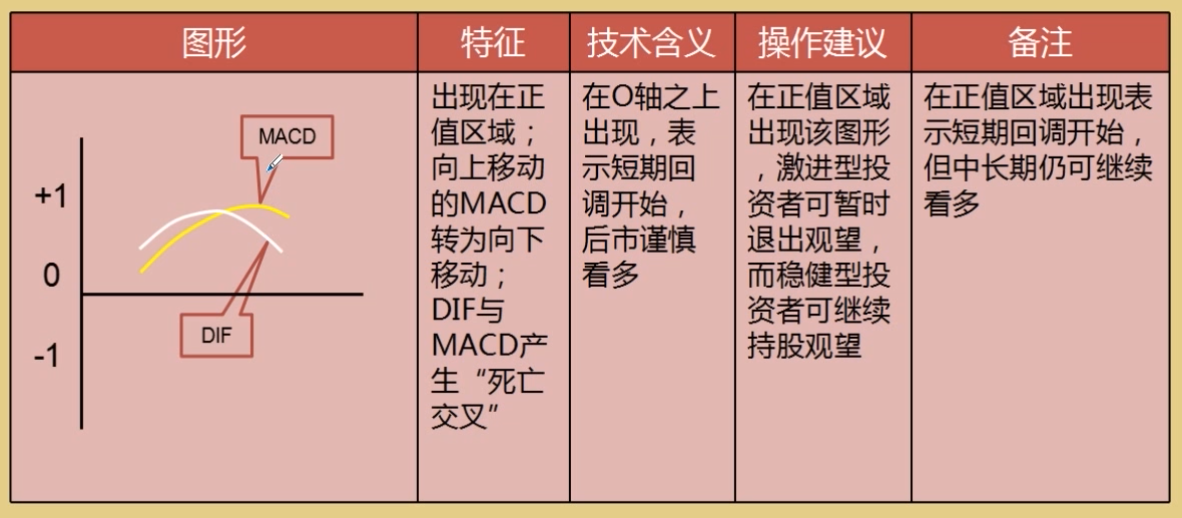 图形
特征
技术含义
操作建议
备注
MACD
+1
0
-1
DIF
出现在正
值区域；
向上移动
的MACD
转为向下
移动；
DIF与
MACD产
生“死亡
交叉”
在O轴之上
出现，表
示短期回
调开始，
后市谨慎
看多
在正值区域
出现该图形
，激进型投
资者可暂时
退出观望，
而稳健型投
资者可继续
持股观望
在正值区域出现表
示短期回调开始，
但中长期仍可继续
看多